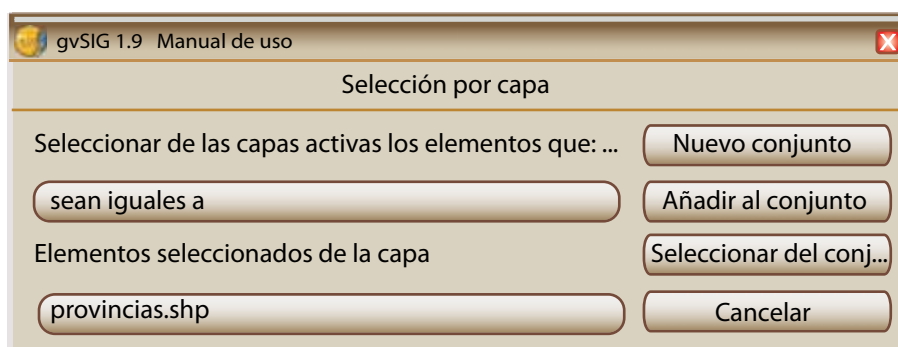 gvSIG 1.9 Manual de uso
X
Selección por capa
Seleccionar de las capas activas los elementos que: ...
Nuevo conjunto
sean iguales a
Añadir al conjunto
Elementos seleccionados de la capa
Seleccionar del conj...
provincias.shp
Cancelar